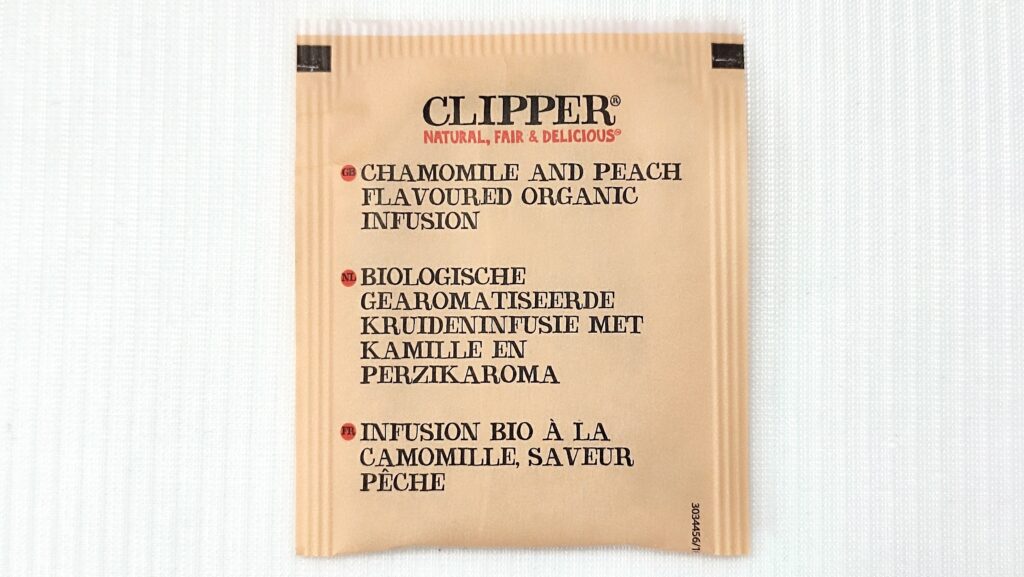 CLIPPER®
NATURAL, FAIR & DELICIOUS®
GB CHAMOMILE AND PEACH
FLAVOURED ORGANIC
INFUSION
NL BIOLOGISCHE
GEAROMATISEERDE
KRUIDENINFUSIE MET
KAMILLE EN
PERZIKAROMA
FR INFUSION BIO À LA
CAMOMILLE, SAVEUR
PÊCHE
3034456/1